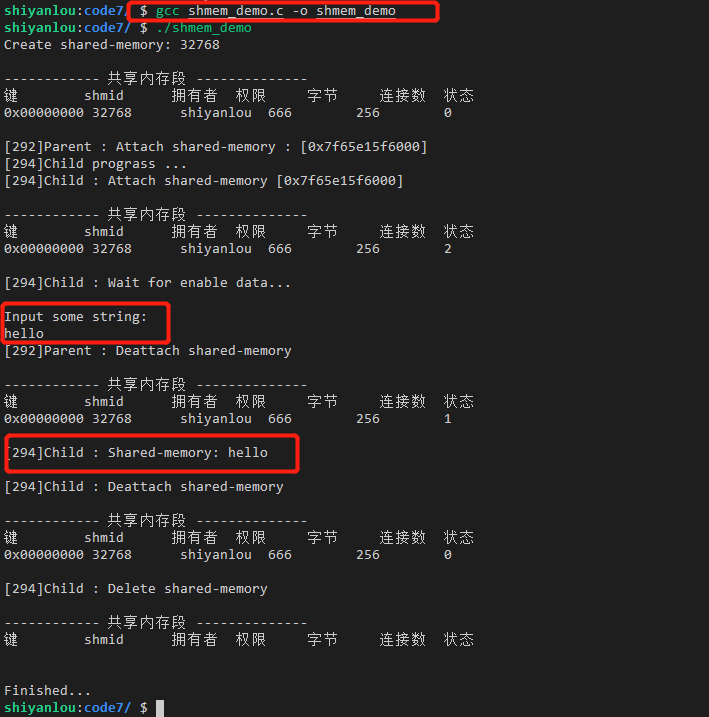 shiyanlou:code7/ $ gcc shmem_demo.c -o shmem_demo
shiyanlou:code7/ $ ./shmem_demo
Create shared-memory: 32768
------------ 共享内存段 --------------
键 shmid 拥有者 权限 字节 连接数 状态
0x00000000 32768 shiyanlou 666 256 0
[292]Parent : Attach shared-memory : [0x7f65e15f6000]
[294]Child prograss ...
[294]Child : Attach shared-memory [0x7f65e15f6000]
------------ 共享内存段 --------------
键 shmid 拥有者 权限 字节 连接数 状态
0x00000000 32768 shiyanlou 666 256 2
[294]Child : Wait for enable data...
Input some string:
hello
[292]Parent : Deattach shared-memory
------------ 共享内存段 --------------
键 shmid 拥有者 权限 字节 连接数 状态
0x00000000 32768 shiyanlou 666 256 1
[294]Child : Shared-memory: hello
[294]Child : Deattach shared-memory
------------ 共享内存段 --------------
键 shmid 拥有者 权限 字节 连接数 状态
0x00000000 32768 shiyanlou 666 256 0
[294]Child : Delete shared-memory
------------ 共享内存段 --------------
键 shmid 拥有者 权限 字节 连接数 状态
Finished...
shiyanlou:code7/ $